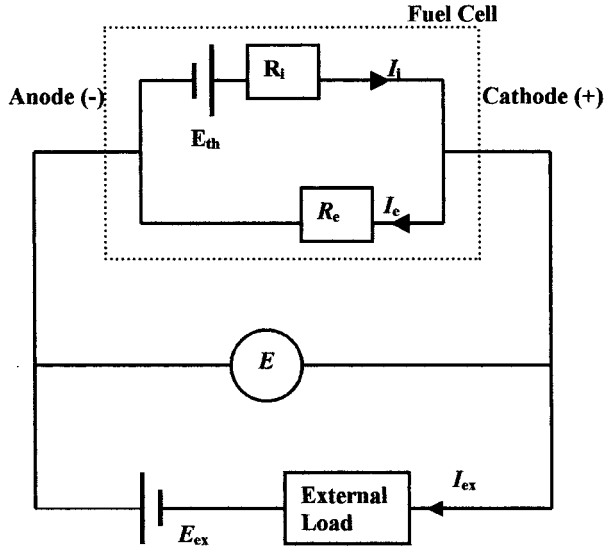 Fuel Cell
R_i
I_i
Anode (-)
Cathode (+)
E_th
R_e
I_e
E
External
Load
I_ex
E_ex